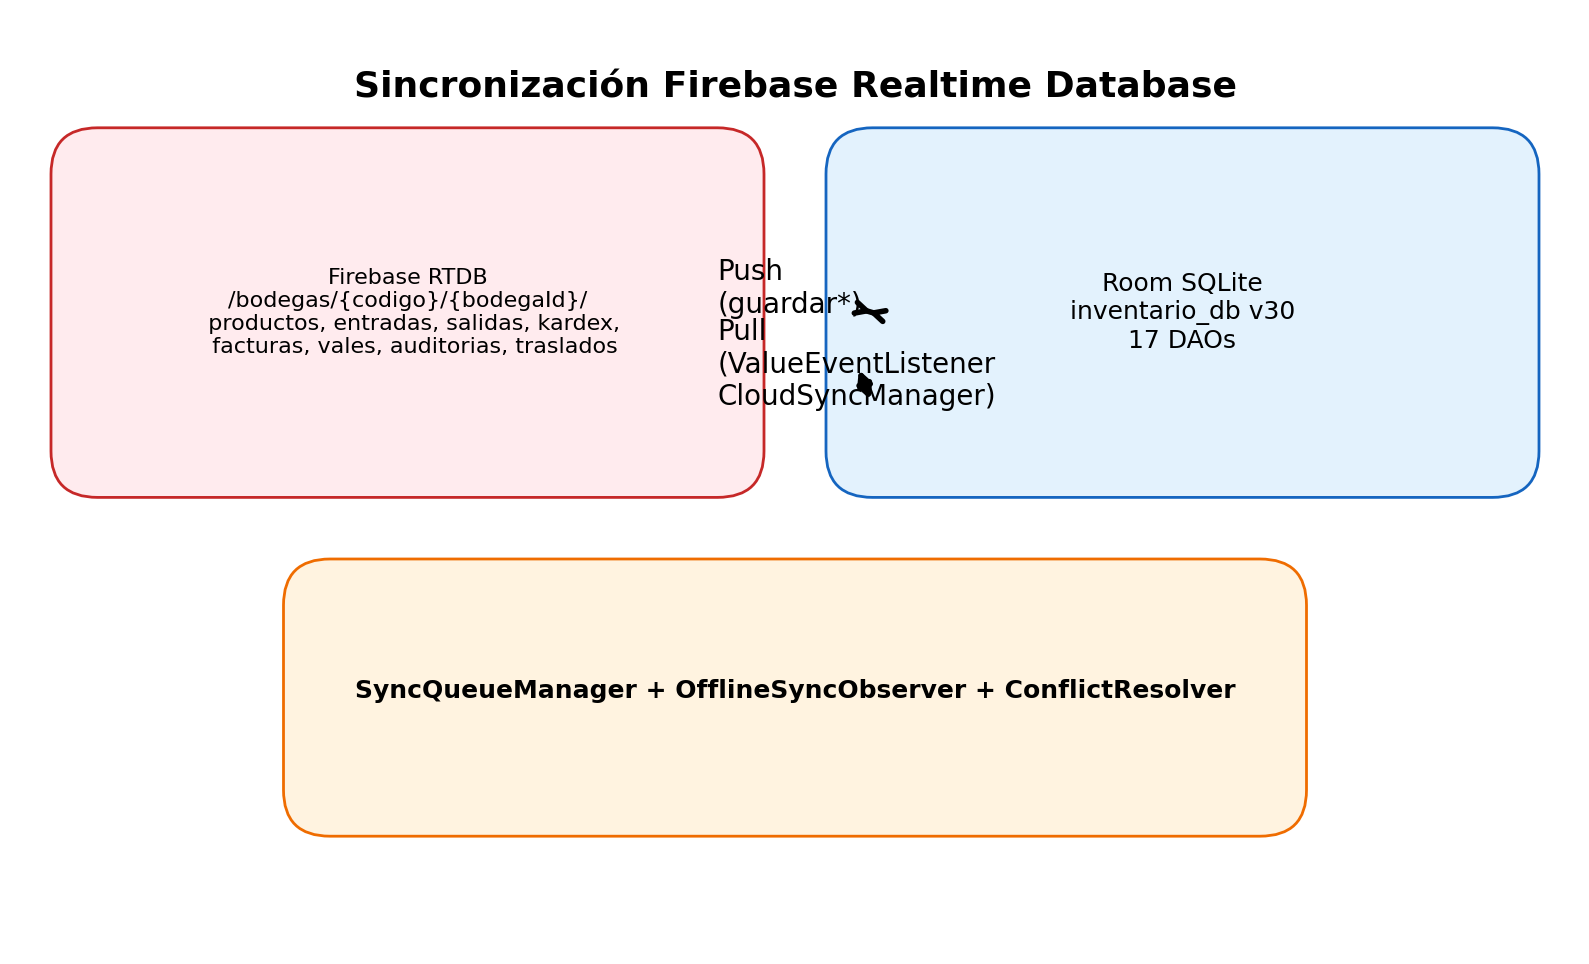 Sincronización Firebase Realtime Database
Firebase RTDB
/bodegas/{codigo}/{bodegaId}/
productos, entradas, salidas, kardex,
facturas, vales, auditorias, traslados
Push
(guardar*)
Pull
(ValueEventListener
CloudSyncManager)
Room SQLite
inventario_db v30
17 DAOs
SyncQueueManager + OfflineSyncObserver + ConflictResolver